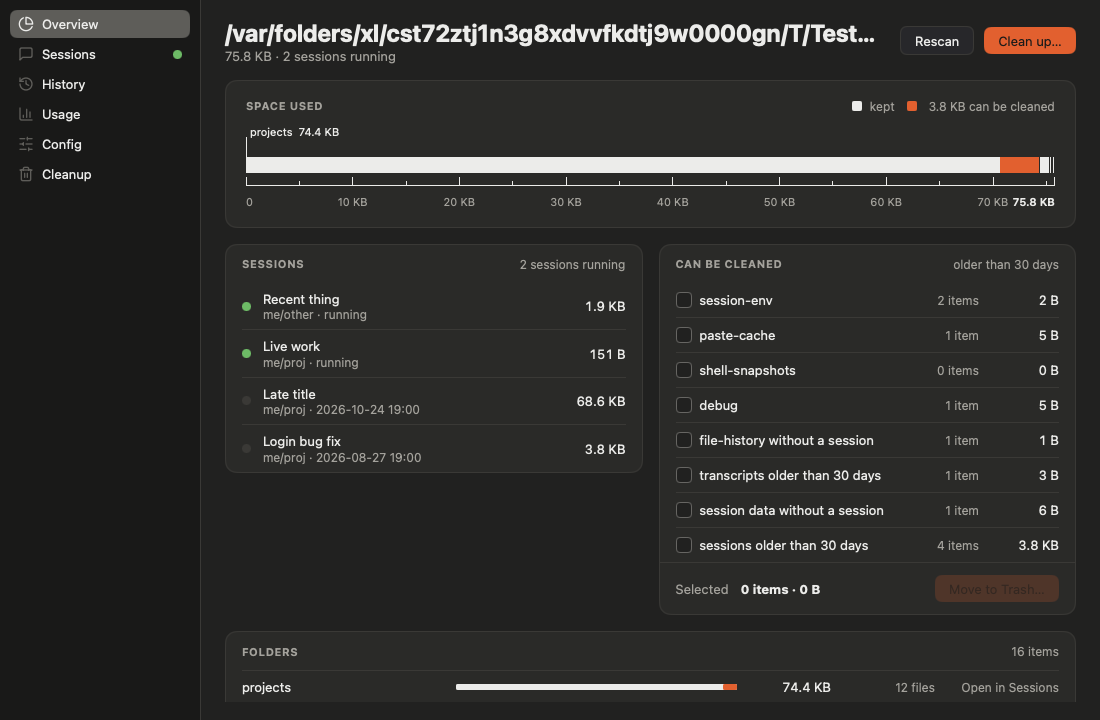 Overview
Sessions
History
Usage
Config
Cleanup
/var/folders/xl/cst72ztj1n3g8xdvvfkdtj9w0000gn/T/Test...
75.8 KB · 2 sessions running
Rescan
Clean up...
SPACE USED
kept
3.8 KB can be cleaned
projects 74.4 KB
0 10 KB 20 KB 30 KB 40 KB 50 KB 60 KB 70 KB 75.8 KB
SESSIONS
2 sessions running
Recent thing
me/other · running
1.9 KB
Live work
me/proj · running
151 B
Late title
me/proj · 2026-10-24 19:00
68.6 KB
Login bug fix
me/proj · 2026-08-27 19:00
3.8 KB
CAN BE CLEANED
older than 30 days
session-env 2 items 2 B
paste-cache 1 item 5 B
shell-snapshots 0 items 0 B
debug 1 item 5 B
file-history without a session 1 item 1 B
transcripts older than 30 days 1 item 3 B
session data without a session 1 item 6 B
sessions older than 30 days 4 items 3.8 KB
Selected 0 items · 0 B
Move to Trash...
FOLDERS
16 items
projects 74.4 KB 12 files Open in Sessions